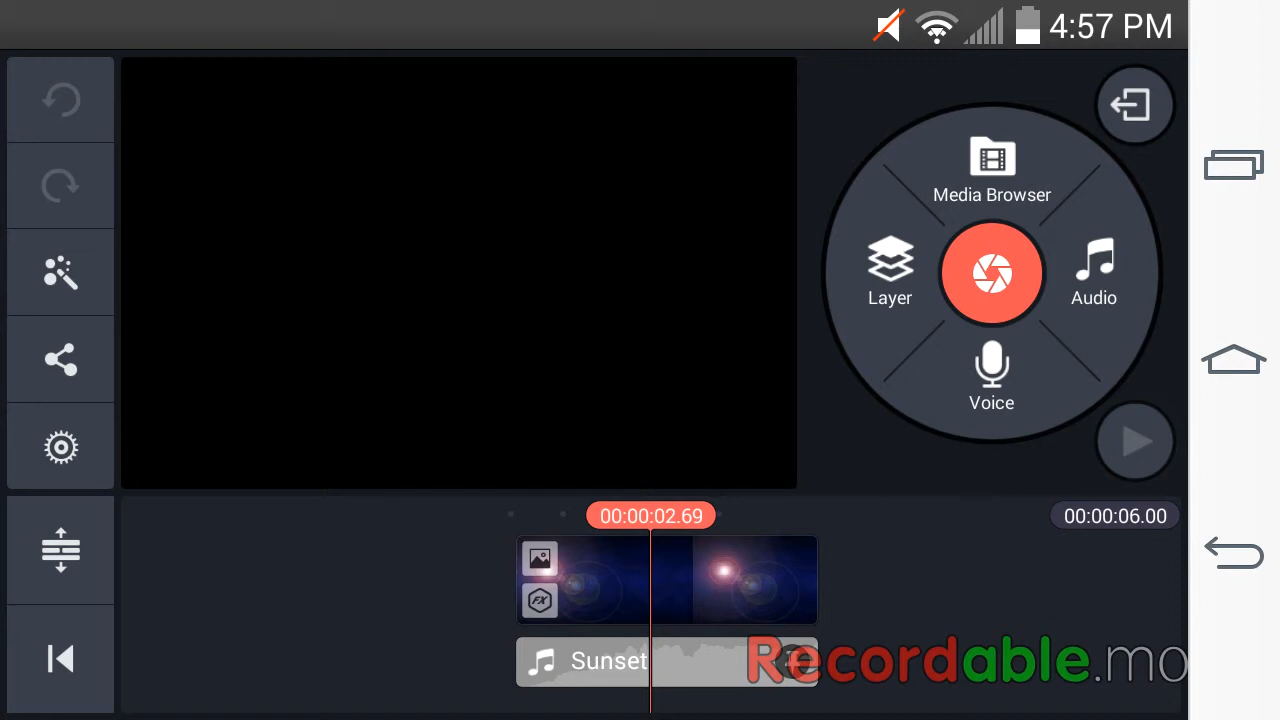 4:57 PM
Media Browser
Layer
Audio
Voice
00:00:02.69
00:00:06.00
FX
Sunset
Recordable.mo